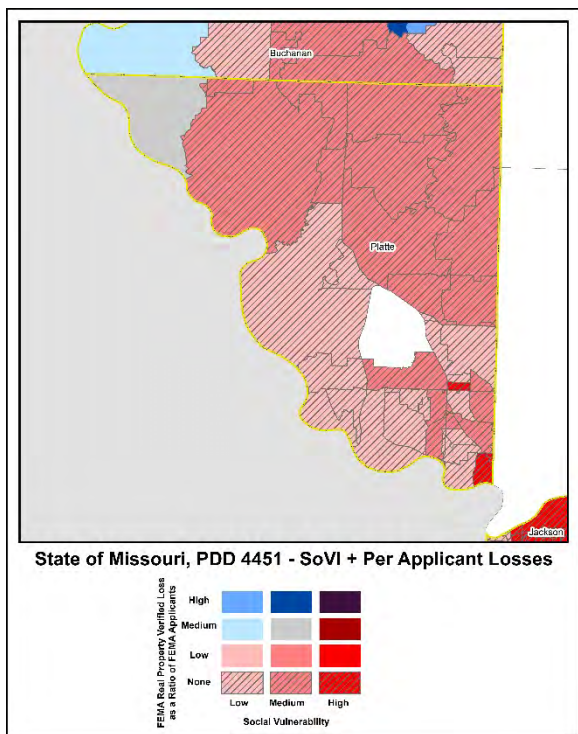 Buchanan
Platte
Jackson
State of Missouri, PDD 4451 - SoVI + Per Applicant Losses
FEMA Real Property Verified Loss
as a Ratio of FEMA Applicants
High
Medium
Low
None
Low Medium High
Social Vulnerability